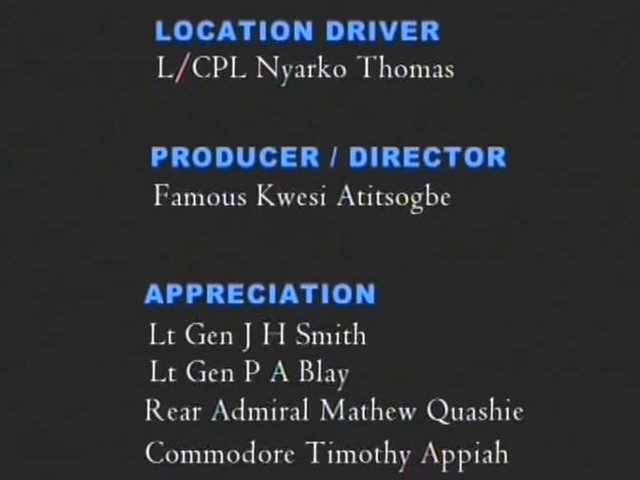 LOCATION DRIVER
L/CPL Nyarko Thomas
PRODUCER / DIRECTOR
Famous Kwesi Atitsogbe
APPRECIATION
Lt Gen J H Smith
Lt Gen P A Blay
Rear Admiral Mathew Quashie
Commodore Timothy Appiah